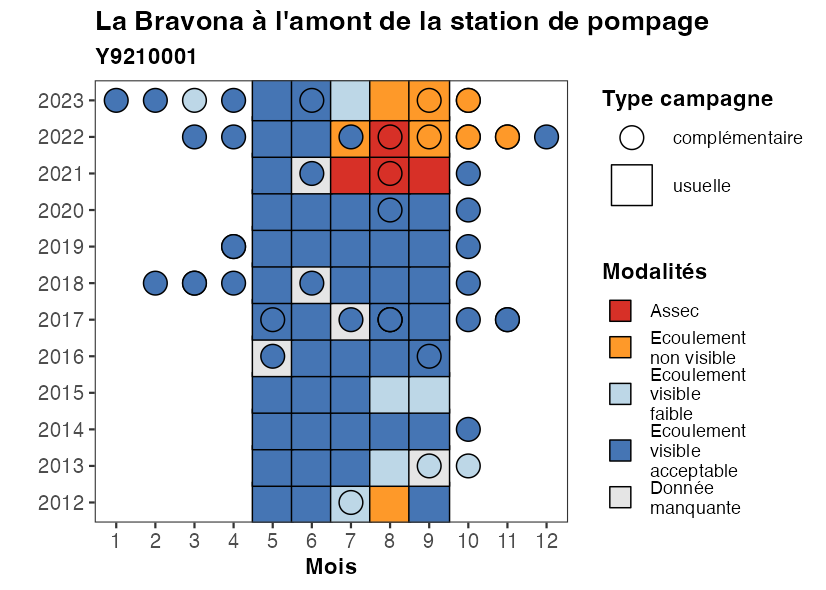 La Bravona à l'amont de la station de pompage
Y9210001
2023
2022
2021
2020
2019
2018
2017
2016
2015
2014
2013
2012
1 2 3 4 5 6 7 8 9 10 11 12
Mois
Type campagne
complémentaire
usuelle
Modalités
Assec
Ecoulement
non visible
Ecoulement
visible
faible
Ecoulement
visible
acceptable
Donnée
manquante